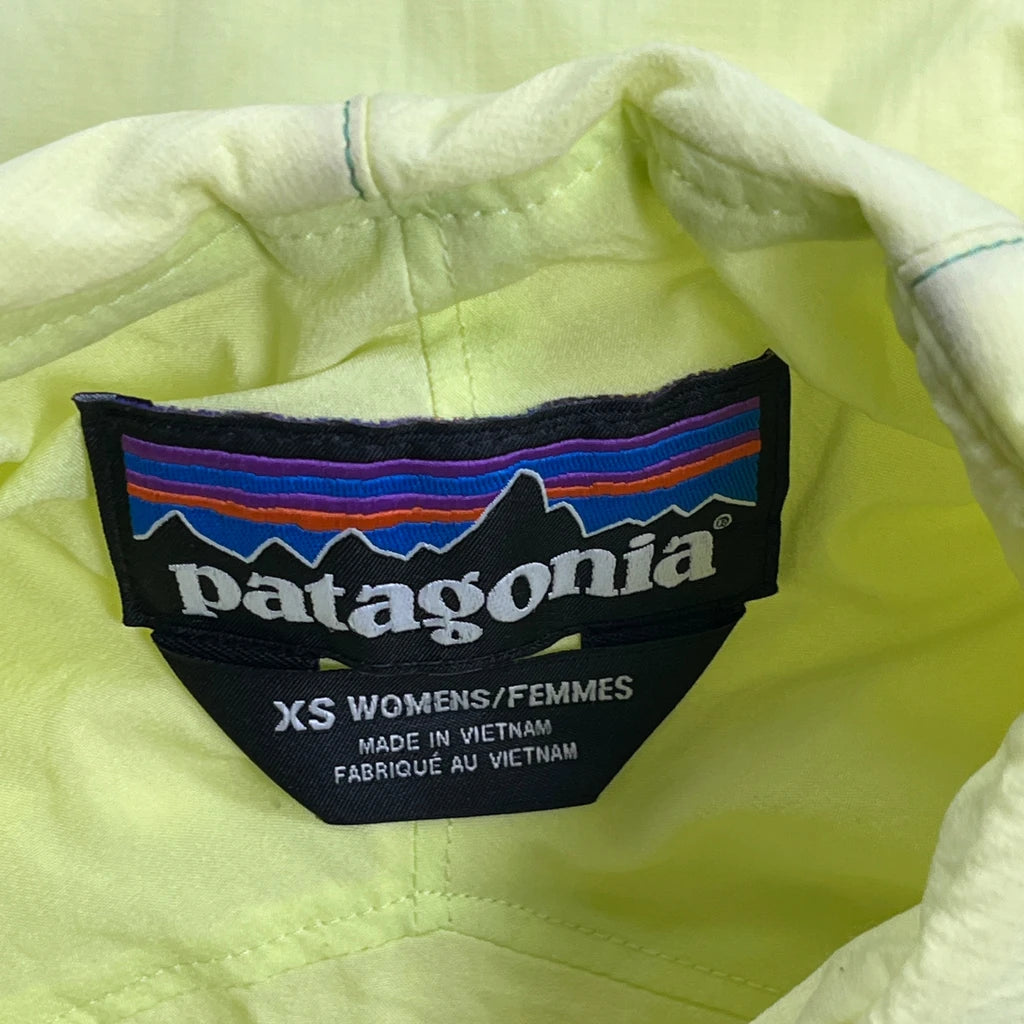 patagonia®
XS WOMENS/FEMMES
MADE IN VIETNAM
FABRIQUÉ AU VIETNAM